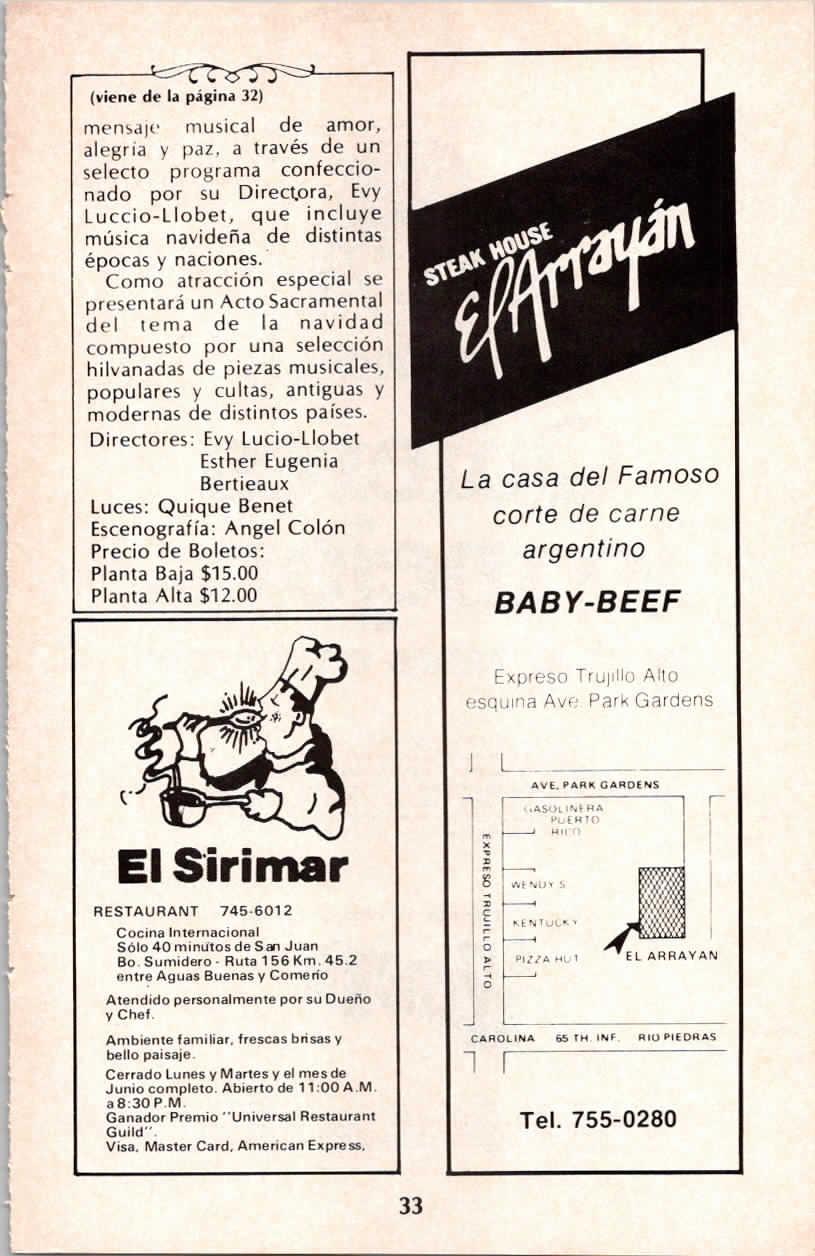 (viene de la página 32)
mensaje musical de amor,
alegría y paz, a través de un
selecto programa confeccio-
nado por su Directora, Evy
Luccio-Llobet, que incluye
música navideña de distintas
épocas y naciones.
Como atracción especial se
presentará un Acto Sacramental
del tema de la navidad
compuesto por una selección
hilvanadas de piezas musicales,
populares y cultas, antiguas y
modernas de distintos países.
Directores: Evy Lucio-Llobet
Esther Eugenia
Bertieaux
Luces: Quique Benet
Escenografía: Angel Colón
Precio de Boletos:
Planta Baja $15.00
Planta Alta $12.00
El Sirimar
RESTAURANT 745-6012
Cocina Internacional
Sólo 40 minutos de San Juan
Bo. Sumidero - Ruta 156 Km. 45.2
entre Aguas Buenas y Comerío
Atendido personalmente por su Dueño
y Chef.
Ambiente familiar, frescas brisas y
bello paisaje.
Cerrado Lunes y Martes y el mes de
Junio completo. Abierto de 11:00 A.M.
a 8:30 P.M.
Ganador Premio "Universal Restaurant
Guild".
Visa, Master Card, American Express,
STEAK HOUSE
El Arrayán
La casa del Famoso
corte de carne
argentino
BABY-BEEF
Expreso Trujillo Alto
esquina Ave. Park Gardens
AVE. PARK GARDENS
GASOLINERA
PUERTO
RICO
EXPRESO TRUJILLO ALTO
WENDY'S
KENTUCKY
PIZZA HUT
EL ARRAYAN
CAROLINA 65 TH. INF. RIO PIEDRAS
Tel. 755-0280
33